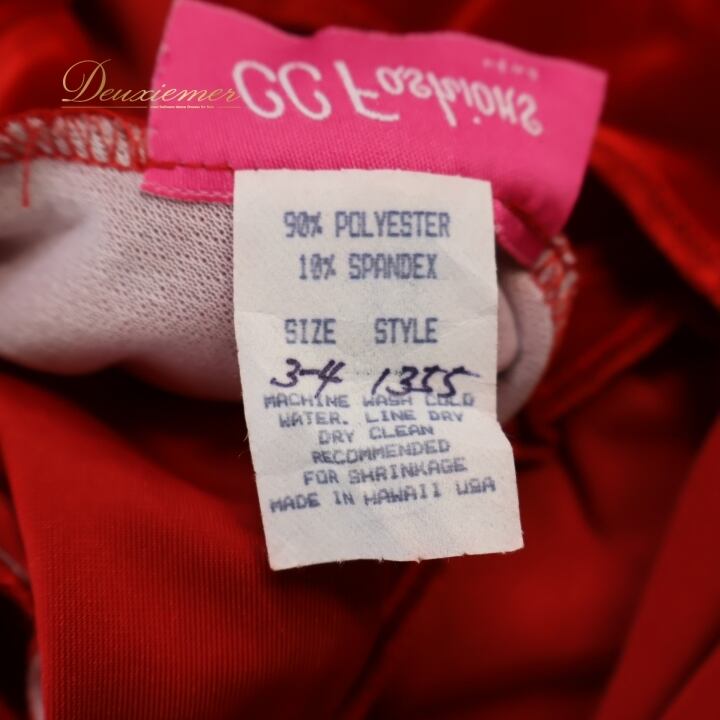 Deuxiemer
CC Fashions
90% POLYESTER
10% SPANDEX
SIZE STYLE
3-4 1355
MACHINE WASH COLD
WATER. LINE DRY
DRY CLEAN
RECOMMENDED
FOR SHRINKAGE
MADE IN HAWAII USA